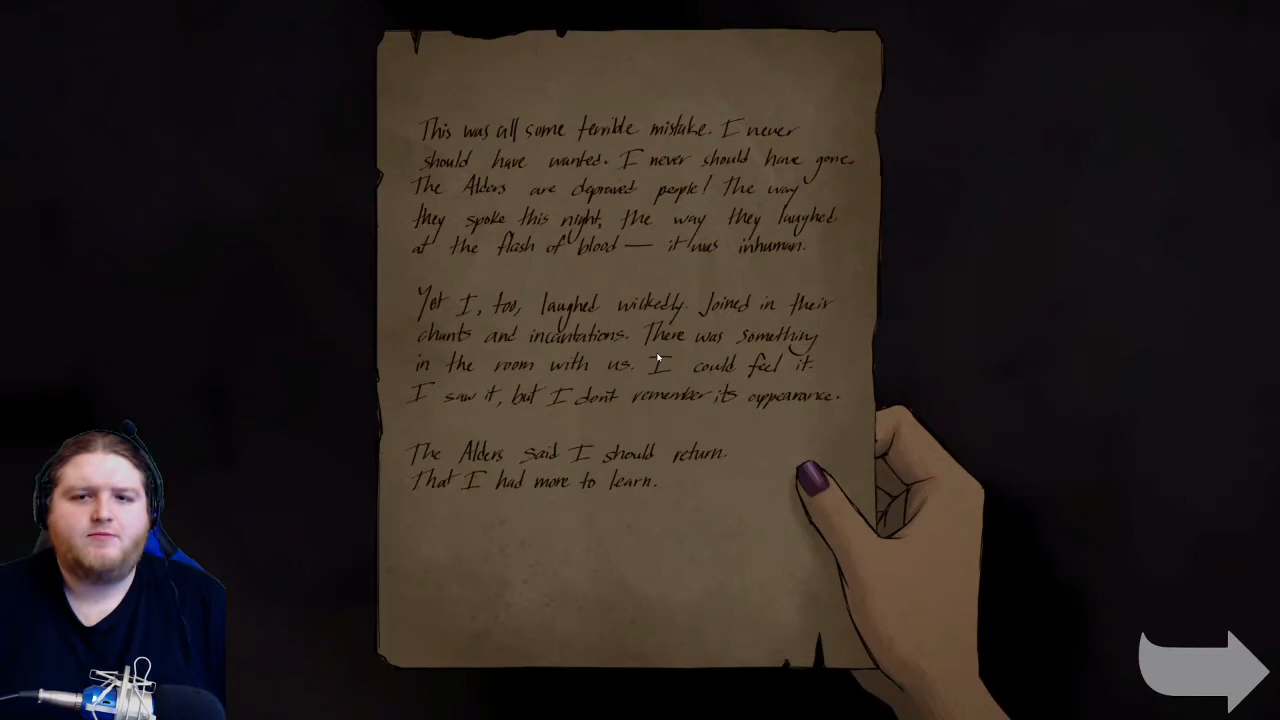 This was all some terrible mistake. I never
should have wanted. I never should have gone.
The Alders are depraved people! The way
they spoke this night, the way they laughed
at the flash of blood — it was inhuman.
Yet I, too, laughed wickedly. Joined in their
chants and incantations. There was something
in the room with us. I could feel it.
I saw it, but I don't remember its appearance.
The Alders said I should return.
That I had more to learn.